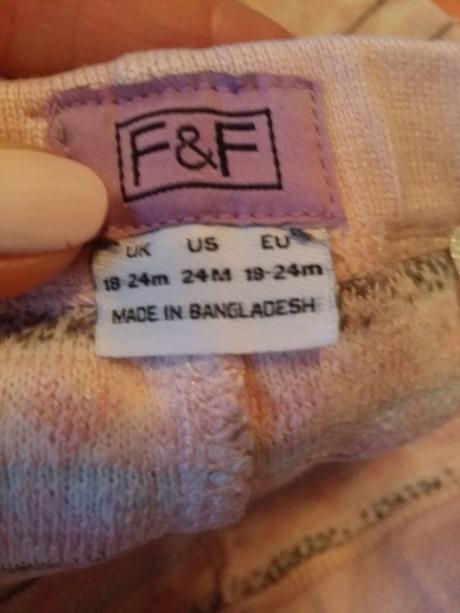 F&F
UK US EU
18-24m 24M 18-24m
MADE IN BANGLADESH